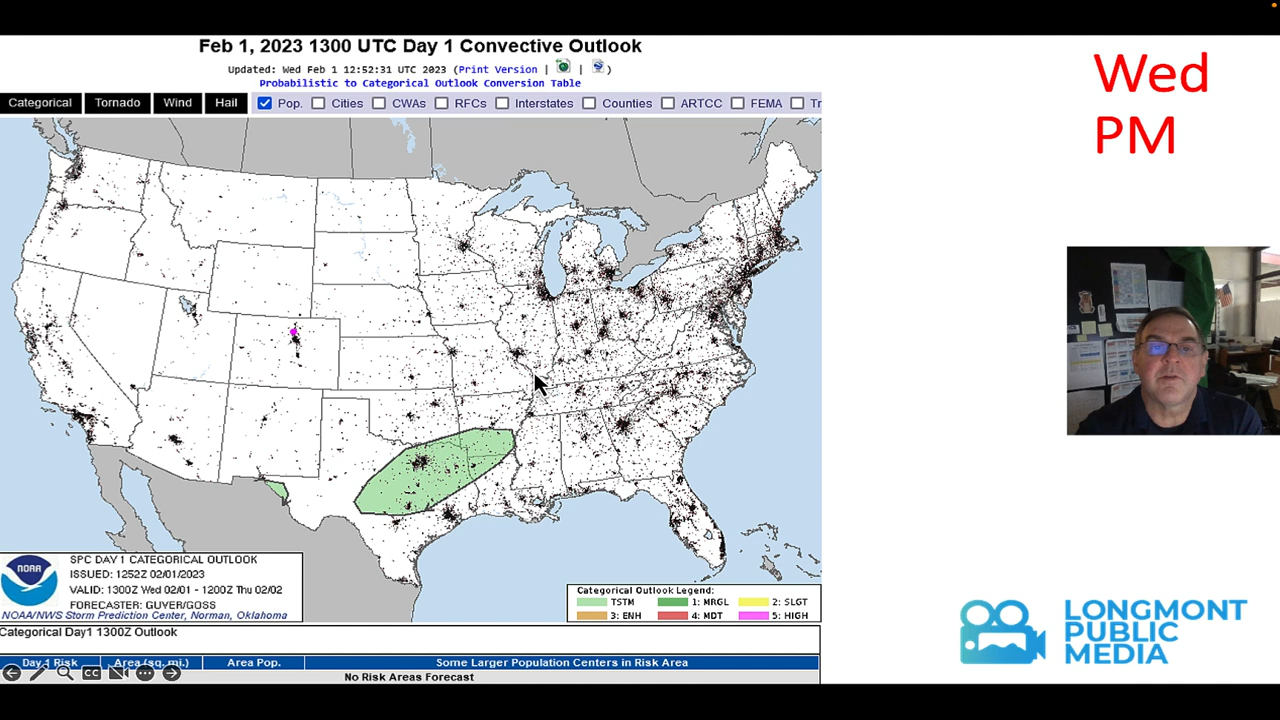 Feb 1, 2023 1300 UTC Day 1 Convective Outlook
Updated: Wed Feb 1 12:52:31 UTC 2023 (Print Version | | )
Probabilistic to Categorical Outlook Conversion Table
Categorical Tornado Wind Hail Pop. Cities CWAs RFCs Interstates Counties ARTCC FEMA Tr
Wed
PM
NOAA
SPC DAY 1 CATEGORICAL OUTLOOK
ISSUED: 1252Z 02/01/2023
VALID: 1300Z Wed 02/01 - 1200Z Thu 02/02
FORECASTER: GUYER/GOSS
NOAA/NWS Storm Prediction Center, Norman, Oklahoma
Categorical Outlook Legend:
TSTM 1: MRGL 2: SLGT
3: ENH 4: MDT 5: HIGH
Categorical Day1 1300Z Outlook
Day 1 Risk Area (sq. mi.) Area Pop. Some Larger Population Centers in Risk Area
No Risk Areas Forecast
CC
LONGMONT
PUBLIC
MEDIA